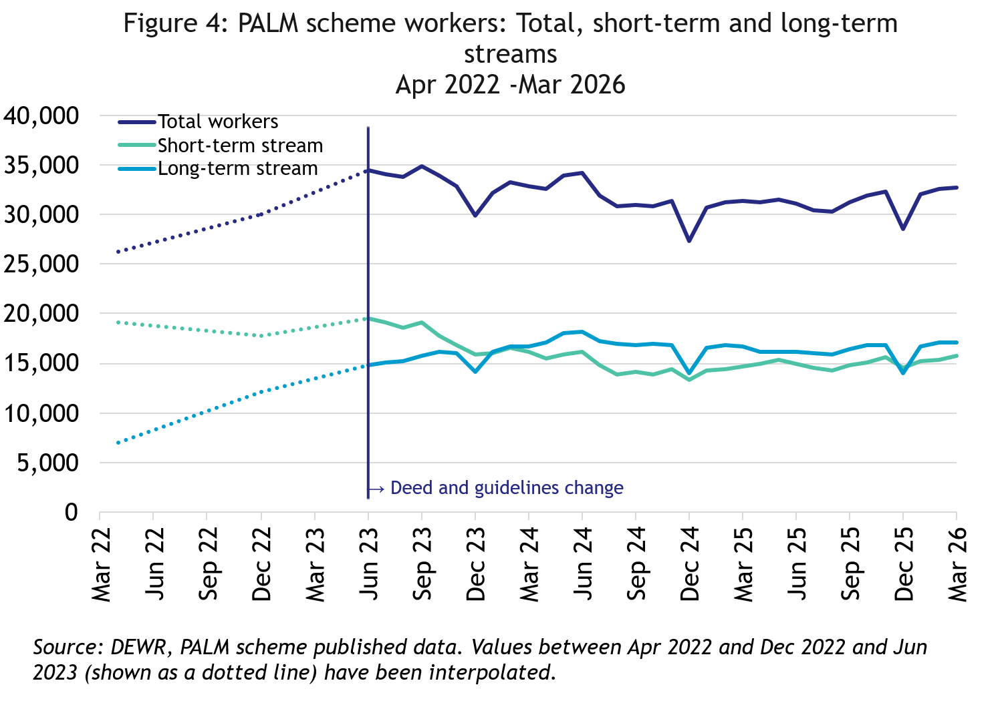 Figure 4: PALM scheme workers: Total, short-term and long-term
streams
Apr 2022 -Mar 2026
40,000
35,000
30,000
25,000
20,000
15,000
10,000
5,000
0
Total workers
Short-term stream
Long-term stream
→ Deed and guidelines change
Mar 22
Jun 22
Sep 22
Dec 22
Mar 23
Jun 23
Sep 23
Dec 23
Mar 24
Jun 24
Sep 24
Dec 24
Mar 25
Jun 25
Sep 25
Dec 25
Mar 26
Source: DEWR, PALM scheme published data. Values between Apr 2022 and Dec 2022 and Jun
2023 (shown as a dotted line) have been interpolated.